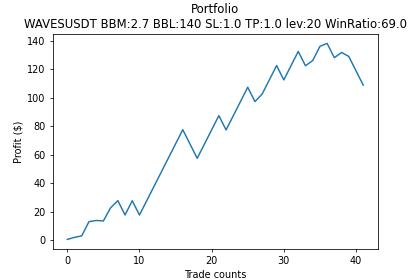 Portfolio
WAVESUSDT BBM:2.7 BBL:140 SL:1.0 TP:1.0 lev:20 WinRatio:69.0
140
120
100
80
60
40
20
0
Profit ($)
0 10 20 30 40
Trade counts